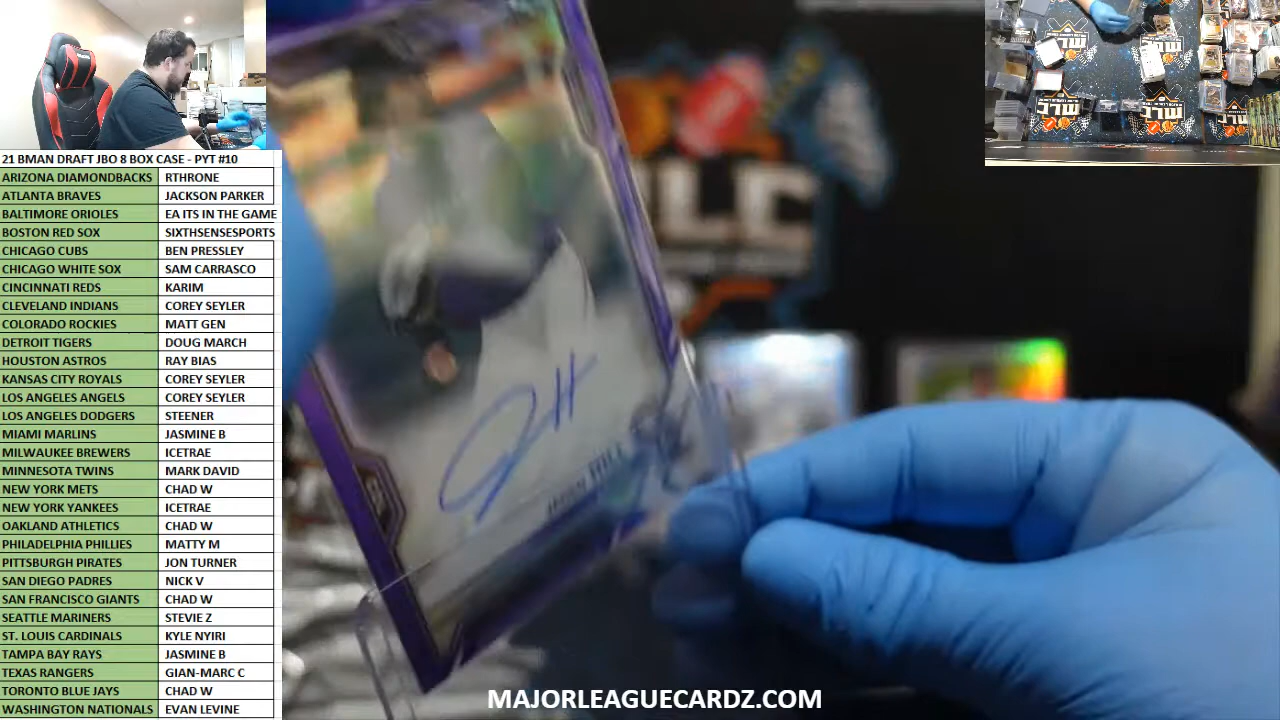 21 BMAN DRAFT JBO 8 BOX CASE - PYT #10
ARIZONA DIAMONDBACKS RTHRONE
ATLANTA BRAVES JACKSON PARKER
BALTIMORE ORIOLES EA ITS IN THE GAME
BOSTON RED SOX SIXTHSENSESPORTS
CHICAGO CUBS BEN PRESSLEY
CHICAGO WHITE SOX SAM CARRASCO
CINCINNATI REDS KARIM
CLEVELAND INDIANS COREY SEYLER
COLORADO ROCKIES MATT GEN
DETROIT TIGERS DOUG MARCH
HOUSTON ASTROS RAY BIAS
KANSAS CITY ROYALS COREY SEYLER
LOS ANGELES ANGELS COREY SEYLER
LOS ANGELES DODGERS STEENER
MIAMI MARLINS JASMINE B
MILWAUKEE BREWERS ICETRAE
MINNESOTA TWINS MARK DAVID
NEW YORK METS CHAD W
NEW YORK YANKEES ICETRAE
OAKLAND ATHLETICS CHAD W
PHILADELPHIA PHILLIES MATTY M
PITTSBURGH PIRATES JON TURNER
SAN DIEGO PADRES NICK V
SAN FRANCISCO GIANTS CHAD W
SEATTLE MARINERS STEVIE Z
ST. LOUIS CARDINALS KYLE NYIRI
TAMPA BAY RAYS JASMINE B
TEXAS RANGERS GIAN-MARC C
TORONTO BLUE JAYS CHAD W
WASHINGTON NATIONALS EVAN LEVINE
MLC
MAJORLEAGUECARDZ.COM